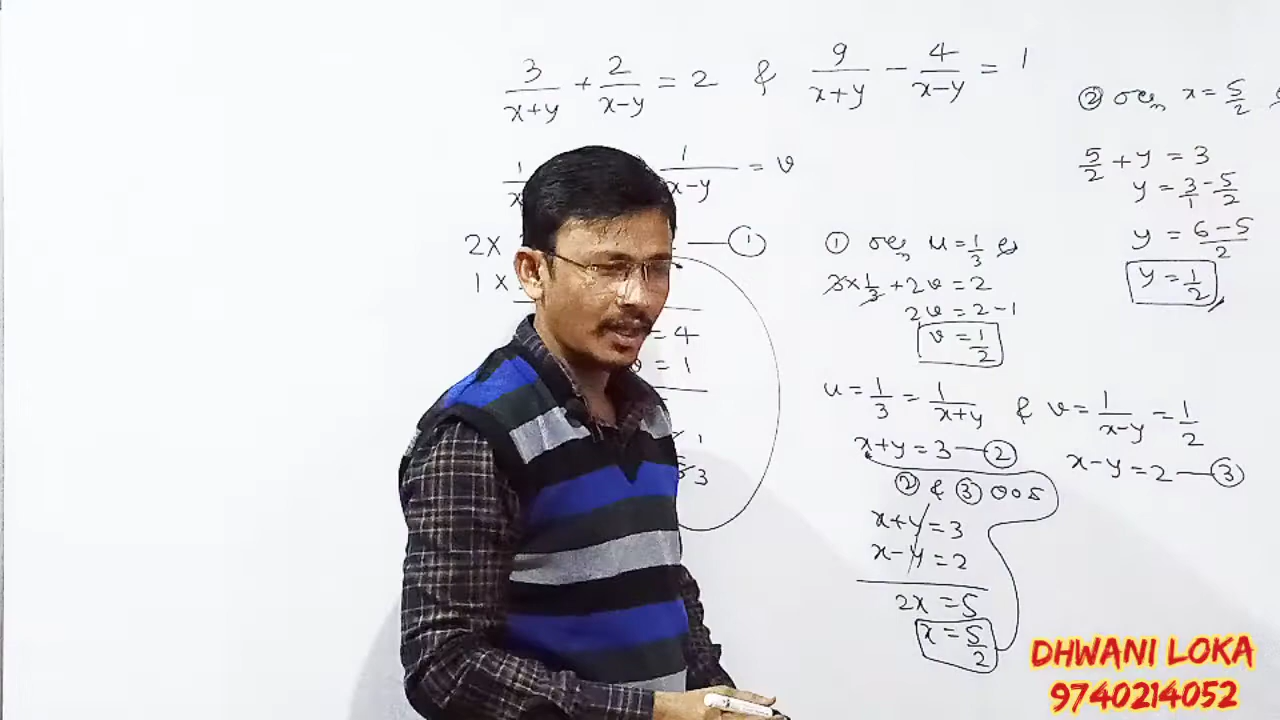 3/(x+y) + 2/(x-y) = 2 & 9/(x+y) - 4/(x-y) = 1
1/(x-y) = v
2X
1X
①
= 4
= 1
① ರಲ್ಲಿ u = 1/3
3 × 1/3 + 2v = 2
2v = 2 - 1
v = 1/2
u = 1/3 = 1/(x+y) & v = 1/(x-y) = 1/2
x+y = 3 — ②
x-y = 2 — ③
② & ③ ರಿಂದ
x+y = 3
x-y = 2
2x = 5
x = 5/2
② ರಲ್ಲಿ x = 5/2
5/2 + y = 3
y = 3/1 - 5/2
y = (6-5)/2
y = 1/2
DHWANI LOKA
9740214052